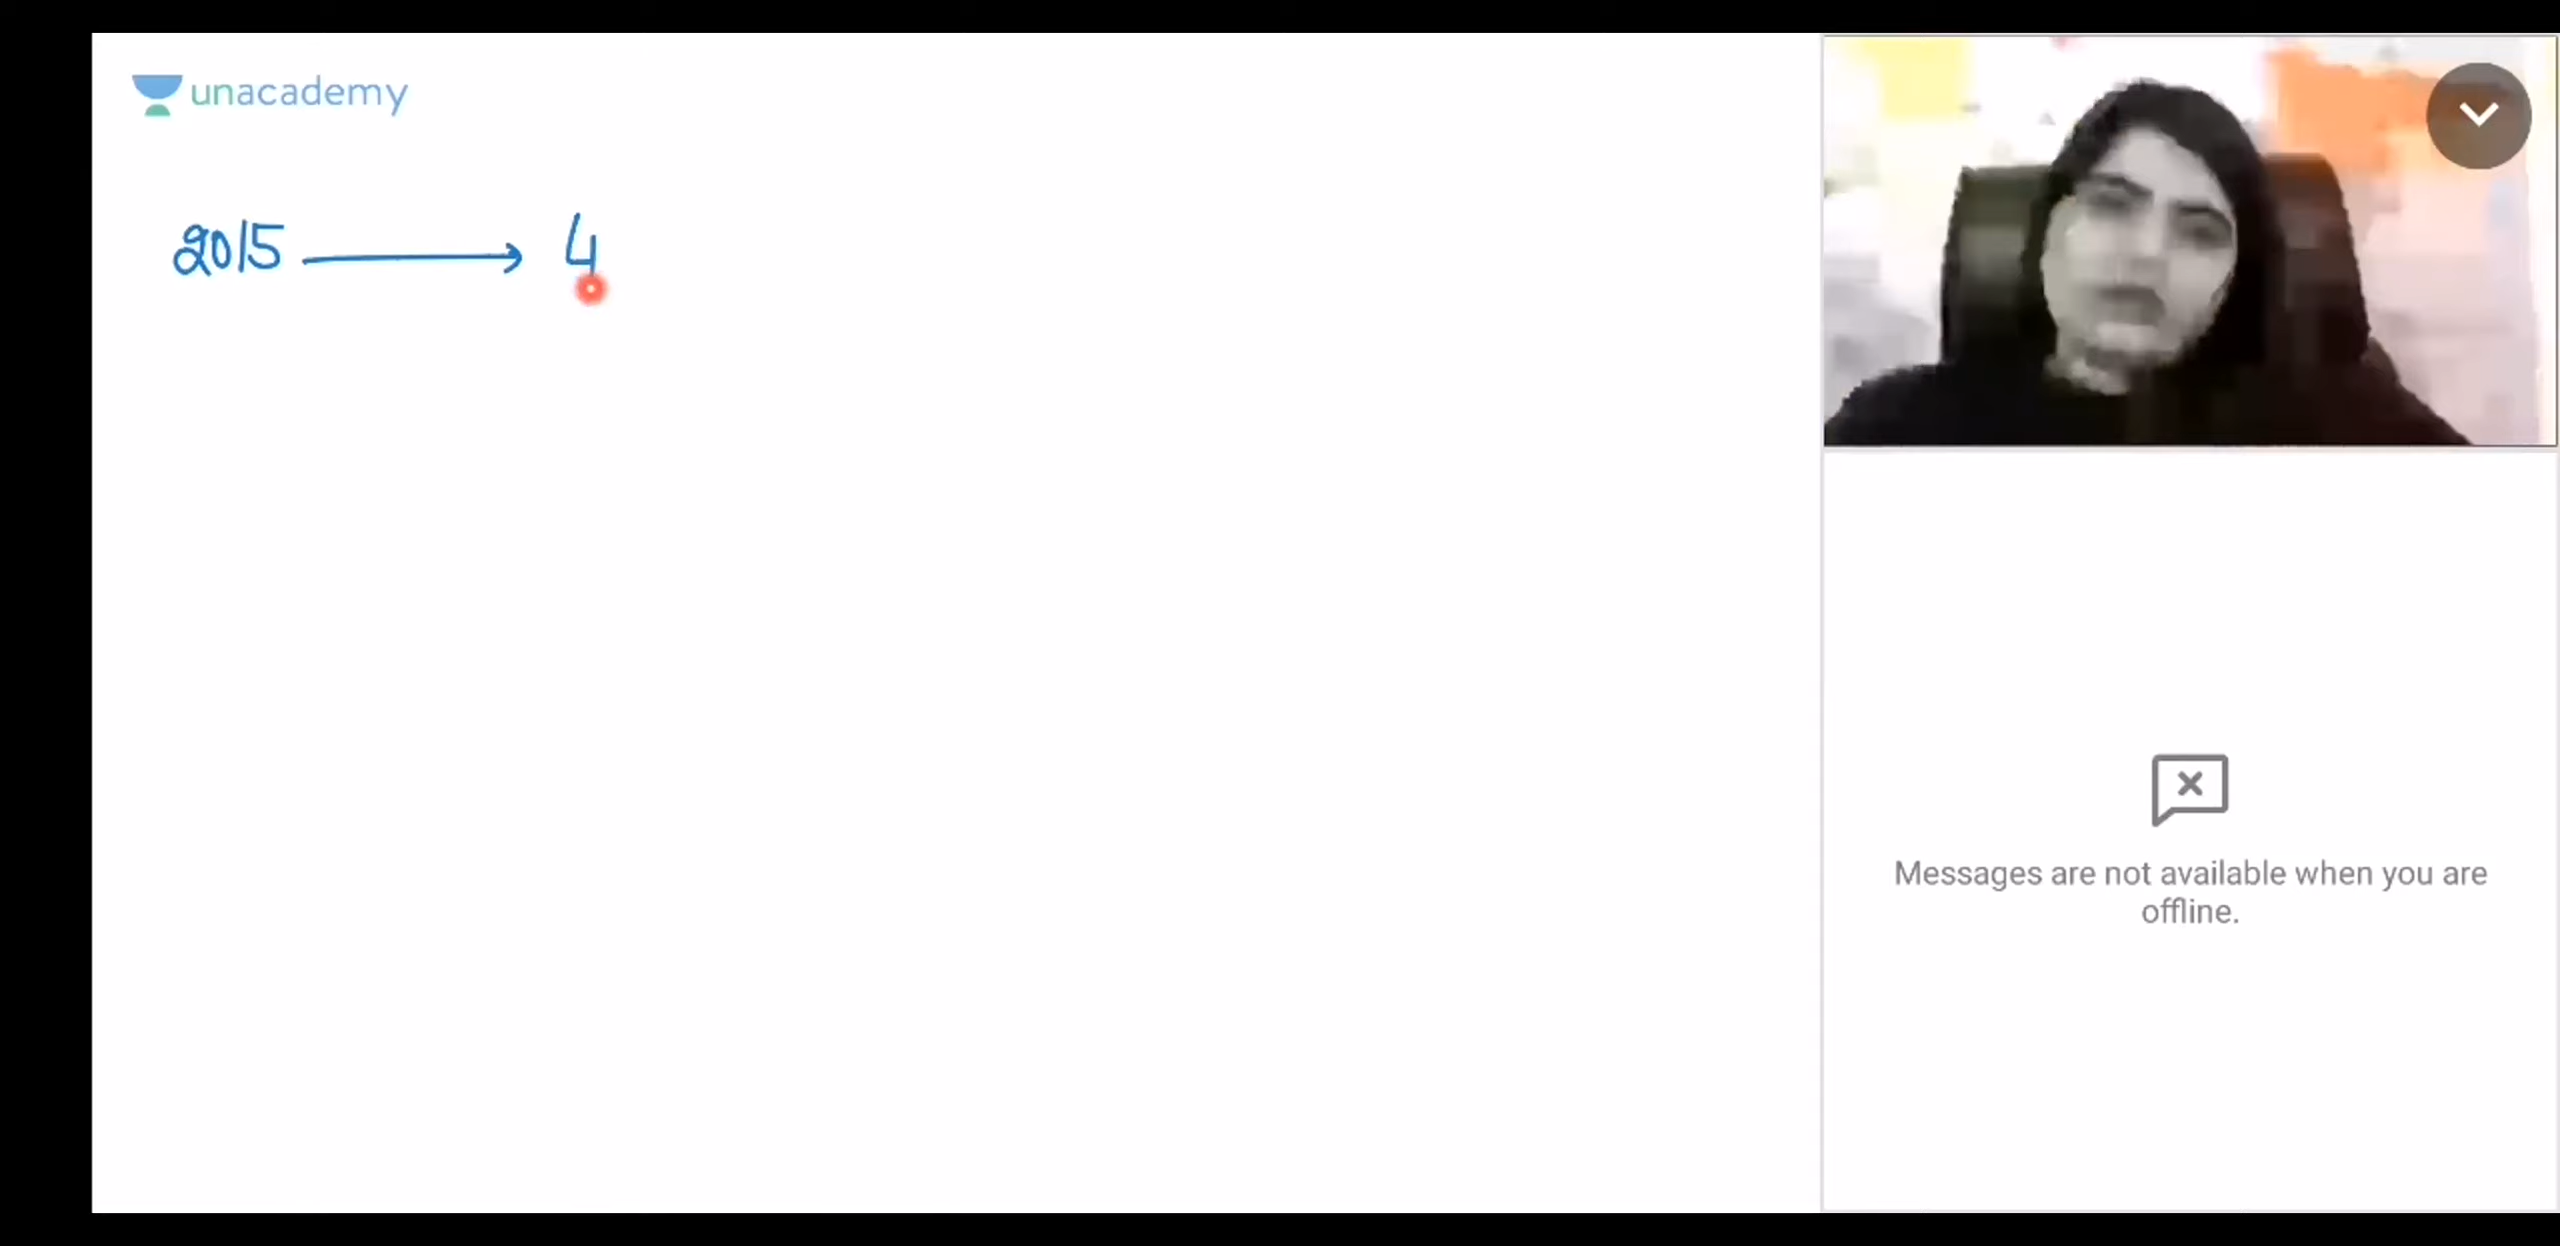 unacademy
2015 ⟶ 4
Messages are not available when you are
offline.